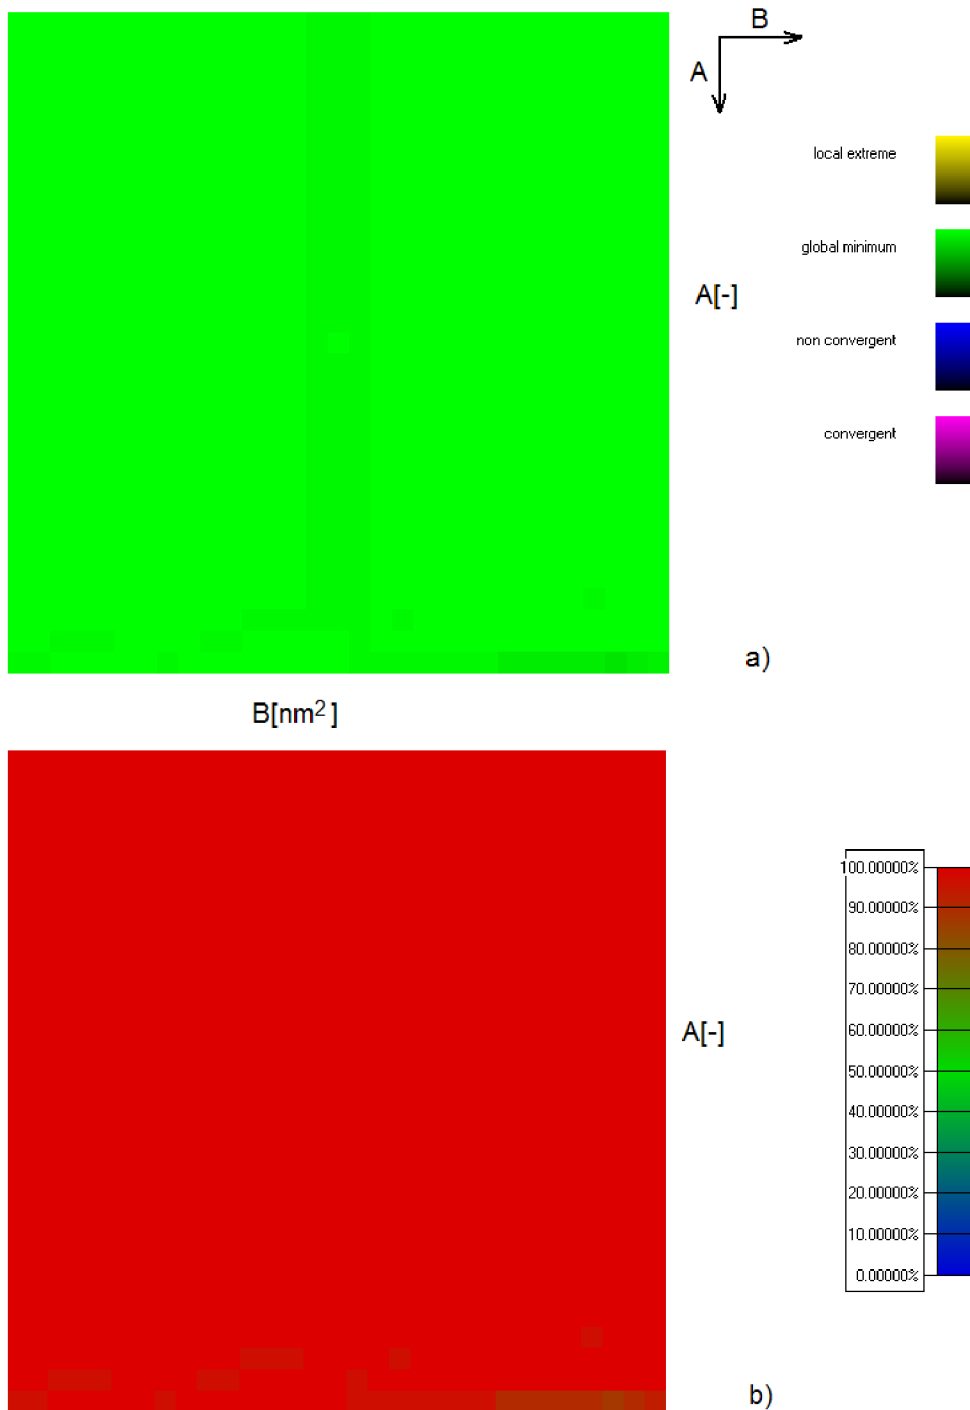 B
A
local extreme
global minimum
A[-]
non convergent
convergent
a)
B[nm²]
100.00000%
90.00000%
80.00000%
70.00000%
60.00000%
50.00000%
40.00000%
30.00000%
20.00000%
10.00000%
0.00000%
A[-]
b)